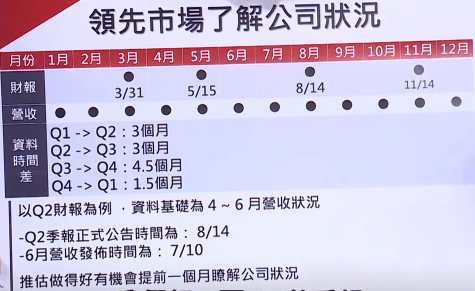 領先市場了解公司狀況
月份 1月 2月 3月 4月 5月 6月 7月 8月 9月 10月 11月 12月
財報 3/31 5/15 8/14 11/14
營收
資料時間差
Q1 -> Q2：3個月
Q2 -> Q3：3個月
Q3 -> Q4：4.5個月
Q4 -> Q1：1.5個月
以Q2財報為例 ，資料基礎為 4 ~ 6 月營收狀況
-Q2季報正式公告時間為： 8/14
-6月營收發佈時間為： 7/10
推估做得好有機會提前一個月瞭解公司狀況